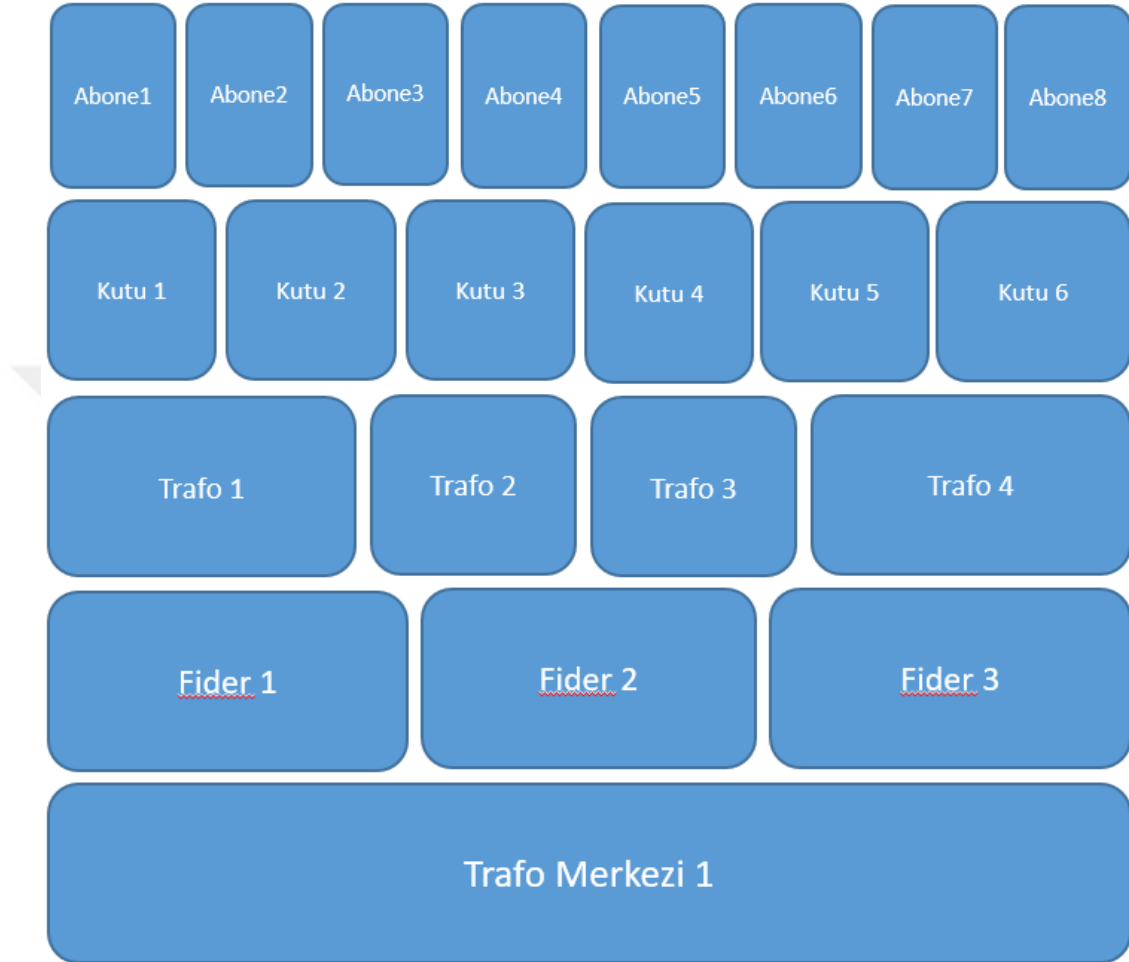 Abone1
Abone2
Abone3
Abone4
Abone5
Abone6
Abone7
Abone8
Kutu 1
Kutu 2
Kutu 3
Kutu 4
Kutu 5
Kutu 6
Trafo 1
Trafo 2
Trafo 3
Trafo 4
Fider 1
Fider 2
Fider 3
Trafo Merkezi 1